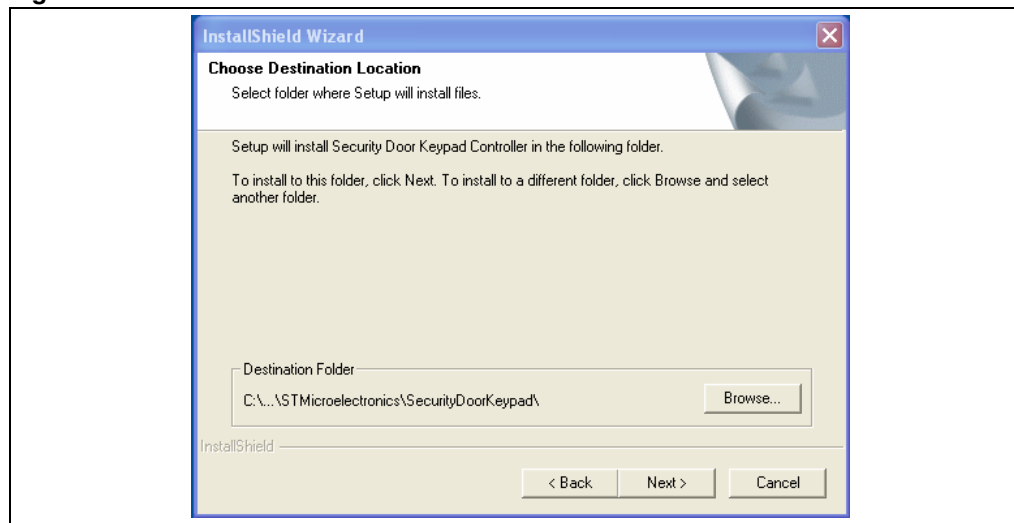 InstallShield Wizard
Choose Destination Location
Select folder where Setup will install files.
Setup will install Security Door Keypad Controller in the following folder.
To install to this folder, click Next. To install to a different folder, click Browse and select
another folder.
Destination Folder
C:\...\STMicroelectronics\SecurityDoorKeypad\
Browse...
InstallShield
< Back
Next >
Cancel